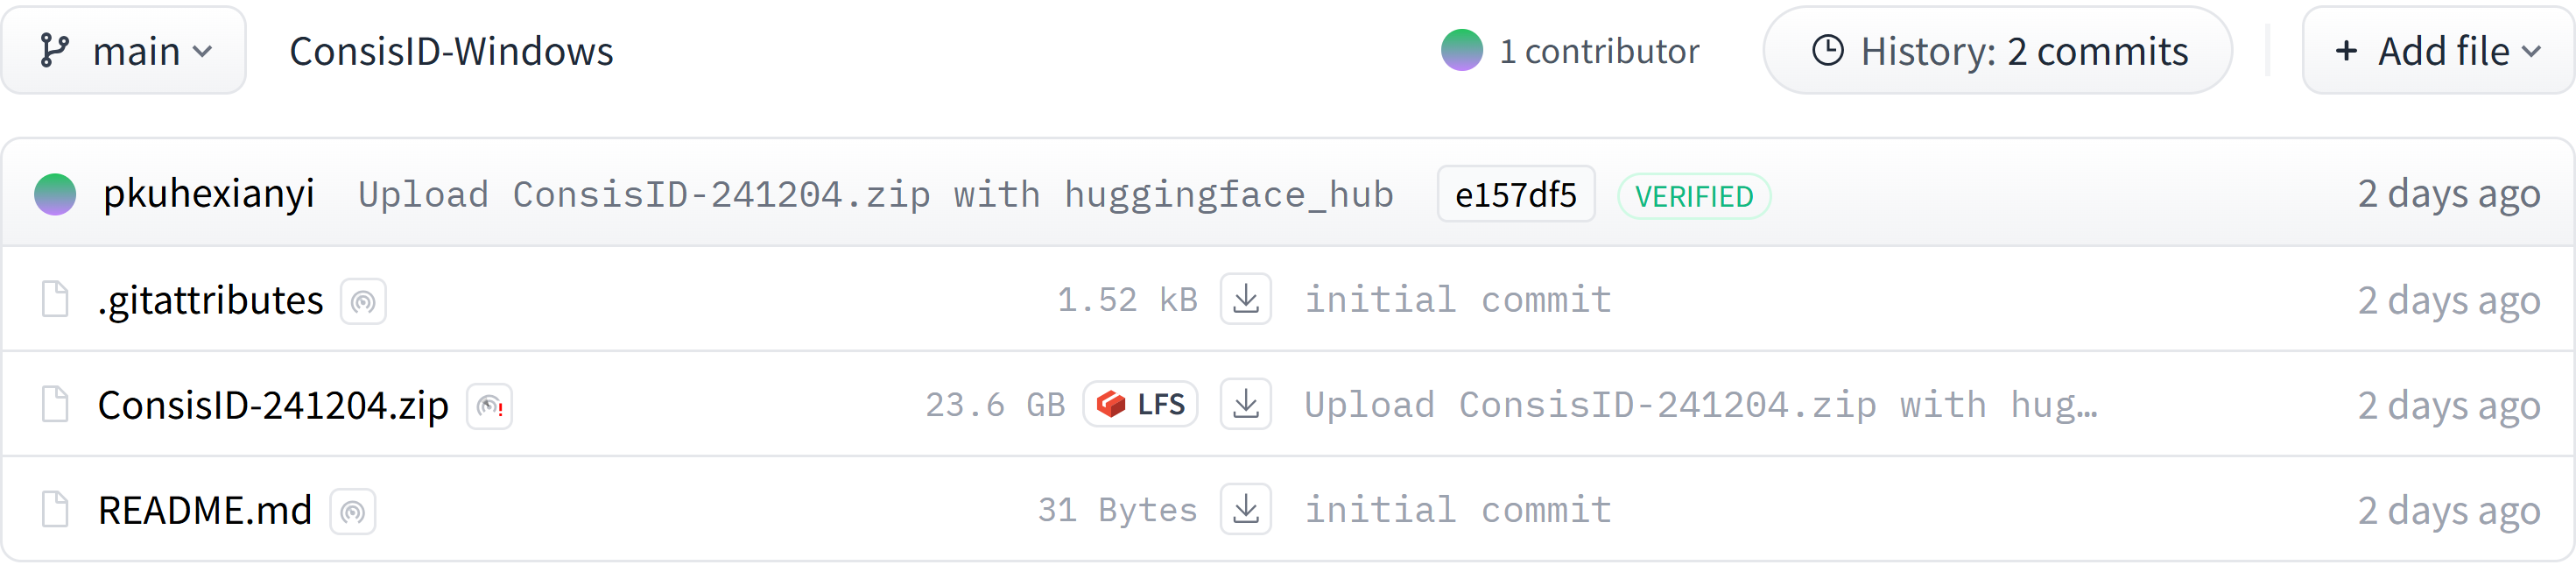 main ConsisID-Windows 1 contributor History: 2 commits + Add file
pkuhexianyi Upload ConsisID-241204.zip with huggingface_hub e157df5 VERIFIED 2 days ago
.gitattributes 1.52 kB initial commit 2 days ago
ConsisID-241204.zip 23.6 GB LFS Upload ConsisID-241204.zip with hug… 2 days ago
README.md 31 Bytes initial commit 2 days ago